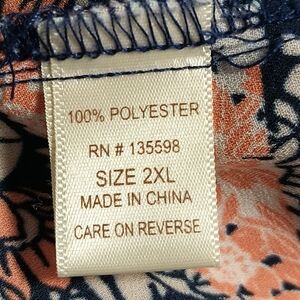 100% POLYESTER
RN # 135598
SIZE 2XL
MADE IN CHINA
CARE ON REVERSE